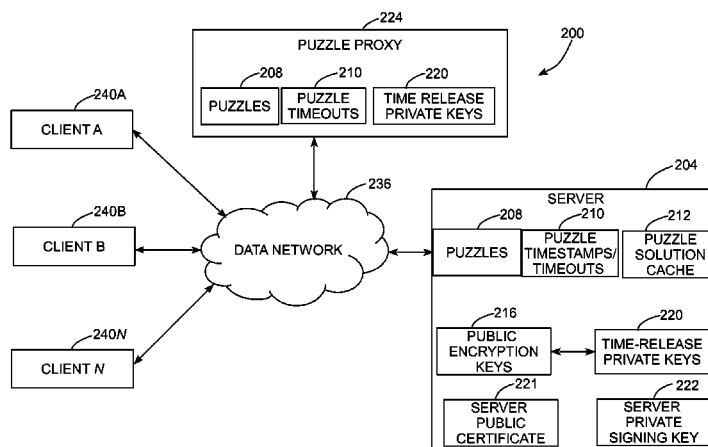 224
PUZZLE PROXY
200
208
210
220
PUZZLES
PUZZLE
TIMEOUTS
TIME RELEASE
PRIVATE KEYS
240A
CLIENT A
240B
CLIENT B
240N
CLIENT N
236
DATA NETWORK
204
SERVER
208
210
212
PUZZLES
PUZZLE
TIMESTAMPS/
TIMEOUTS
PUZZLE
SOLUTION
CACHE
216
220
PUBLIC
ENCRYPTION
KEYS
TIME-RELEASE
PRIVATE KEYS
221
222
SERVER
PUBLIC
CERTIFICATE
SERVER
PRIVATE
SIGNING KEY